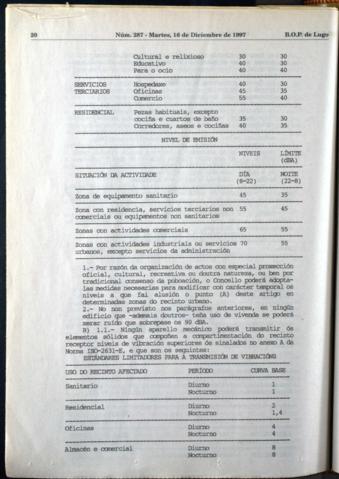 20 Núm. 287 - Martes, 16 de Diciembre de 1997 B.O.P. de Lugo
Cultural e relixioso 30 30
Educativo 40 30
Para o ocio 40 40
SERVICIOS Hospedaxe 40 30
TERCIARIOS Oficinas 45 35
Comercio 55 40
RESIDENCIAL Pezas habituais, excepto
cociña e cuartos de baño 35 30
Corredores, aseos e cociñas 40 35
NIVEL DE EMISIÓN
NIVEIS LÍMITE
(dBA)
SITUACIÓN DA ACTIVIDADE DÍA NOITE
(8-22) (22-8)
Zona de equipamento sanitario 45 35
Zona con residencia, servicios terciarios non 55 45
comerciais ou equipamentos non sanitarios
Zonas con actividades comerciais 65 55
Zonas con actividades industriais ou servicios 70 55
urbanos, excepto servicios da administración
1.- Por razón da organización de actos con especial proxección
oficial, cultural, recreativa ou doutra natureza, ou ben por
tradicional consenso da poboación, o Concello poderá adopta-
las medidas necesarias para modificar con carácter temporal os
niveis a que fai alusión o punto (A) deste artigo en
determinadas zonas do recinto urbano.
2.- No non previsto nos parágrafos anteriores, en ningún
edificio que -ademais doutros- teña uso de vivenda se poderá
xerar ruído que sobrepase os 90 dBA.
B) 1.1.- Ningún aparello mecánico poderá transmitir ós
elementos sólidos que compoñen a compartimentación do recinto
receptor niveis de vibración superiores ós sinalados no anexo A da
Norma ISO-2631-E, e que son os seguintes:
ESTÁNDARES LIMITADORES PARA A TRANSMISIÓN DE VIBRACIÓNS
USO DO RECINTO AFECTADO PERÍODO CURVA BASE
Sanitario Diurno 1
Nocturno 1
Residencial Diurno 2
Nocturno 1,4
Oficinas Diurno 4
Nocturno 4
Almacén e comercial Diurno 8
Nocturno 8